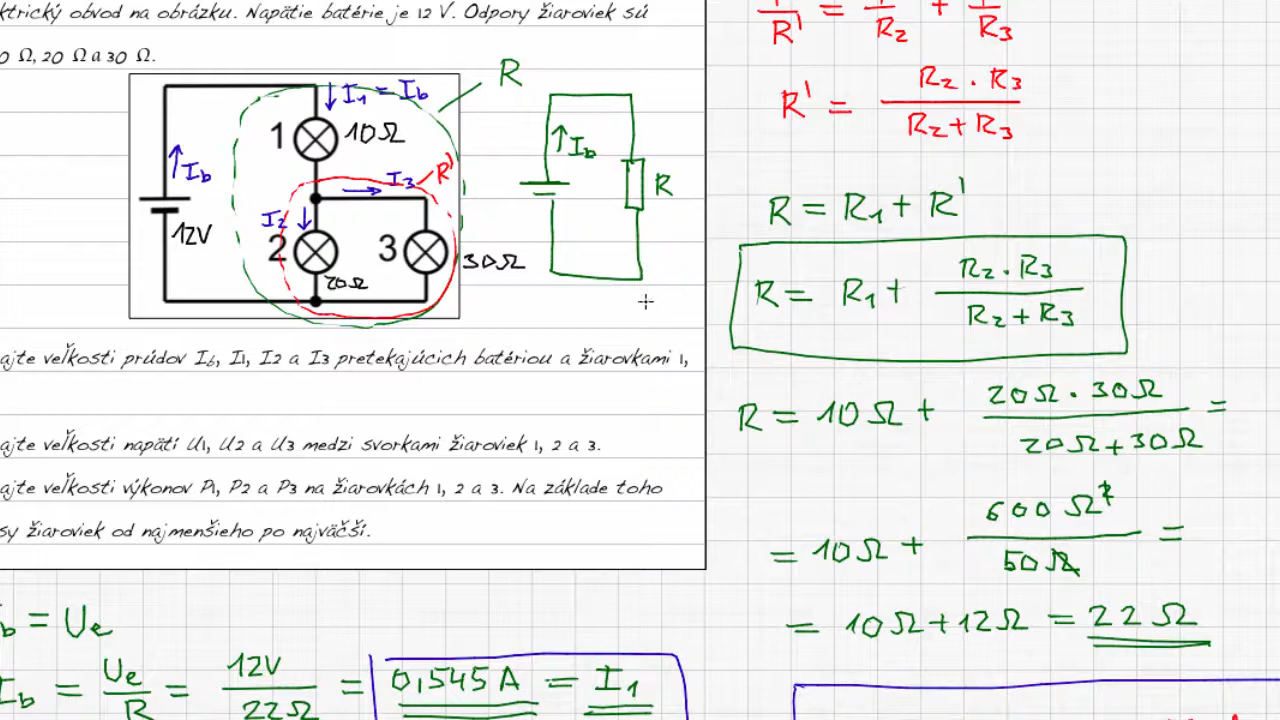 ktrický obvod na obrázku. Napätie batérie je 12 V. Odpory žiaroviek sú
0 Ω, 20 Ω a 30 Ω.
R
I1 = Ib
1
10Ω
Ib
I3
R'
12V
I2
2
20Ω
3
30Ω
Ib
R
ajte veľkosti prúdov Ib, I1, I2 a I3 pretekajúcich batériou a žiarovkami 1,
ajte veľkosti napätí U1, U2 a U3 medzi svorkami žiaroviek 1, 2 a 3.
ajte veľkosti výkonov P1, P2 a P3 na žiarovkách 1, 2 a 3. Na základe toho
sy žiaroviek od najmenšieho po najväčší.
b = Ue
Ib = Ue/R = 12V/22Ω = 0,545A = I1
1/R' = 1/R2 + 1/R3
R' = R2 · R3 / R2 + R3
R = R1 + R'
R = R1 + R2 · R3 / R2 + R3
R = 10Ω + 20Ω · 30Ω / 20Ω + 30Ω =
= 10Ω + 600Ω² / 50Ω =
= 10Ω + 12Ω = 22Ω